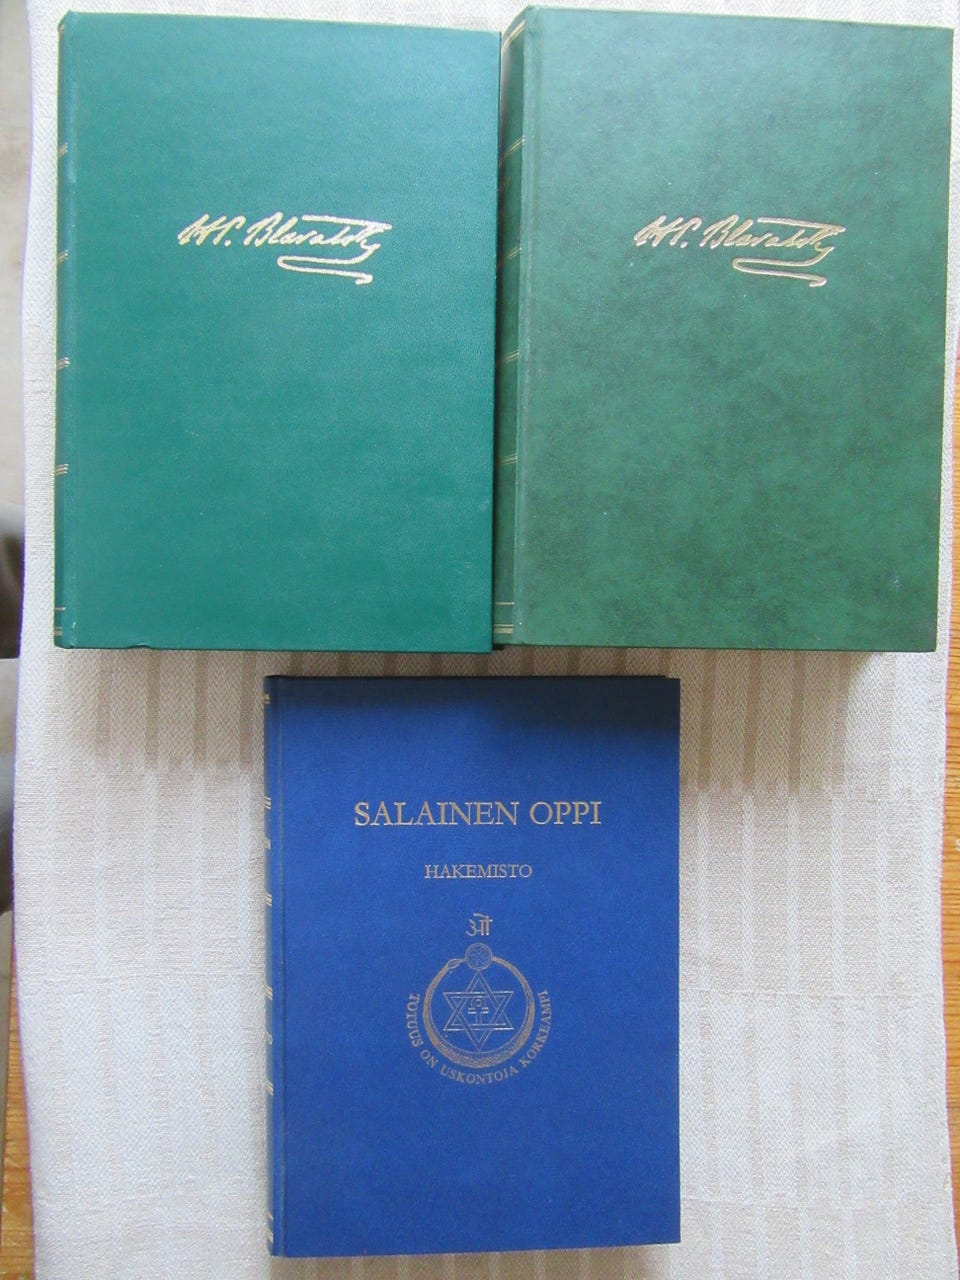 H P. Blavatsky
H P. Blavatsky
SALAINEN OPPI
HAKEMISTO
ओं
TOTUUS ON USKONTOJA KORKEAMPI